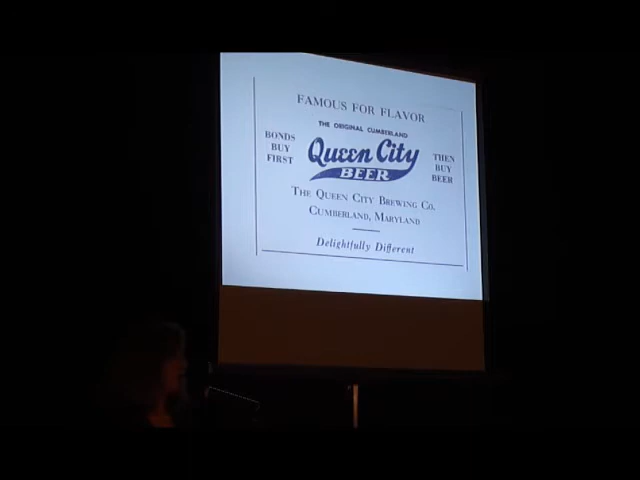 FAMOUS FOR FLAVOR
THE ORIGINAL CUMBERLAND
BONDS
BUY
FIRST
Queen City
BEER
THEN
BUY
BEER
THE QUEEN CITY BREWING CO.
CUMBERLAND, MARYLAND
Delightfully Different